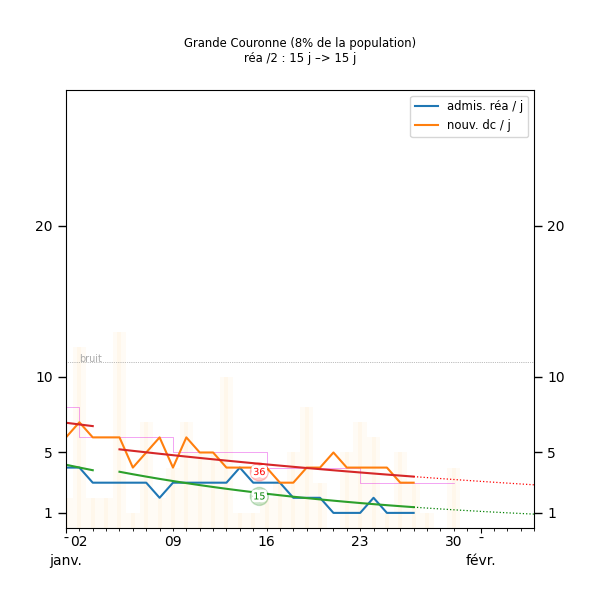 Grande Couronne (8% de la population)
réa /2 : 15 j –> 15 j
admis. réa / j
nouv. dc / j
20 20
bruit
10 10
5 5
36
15
1 1
02 09 16 23 30
janv. févr.